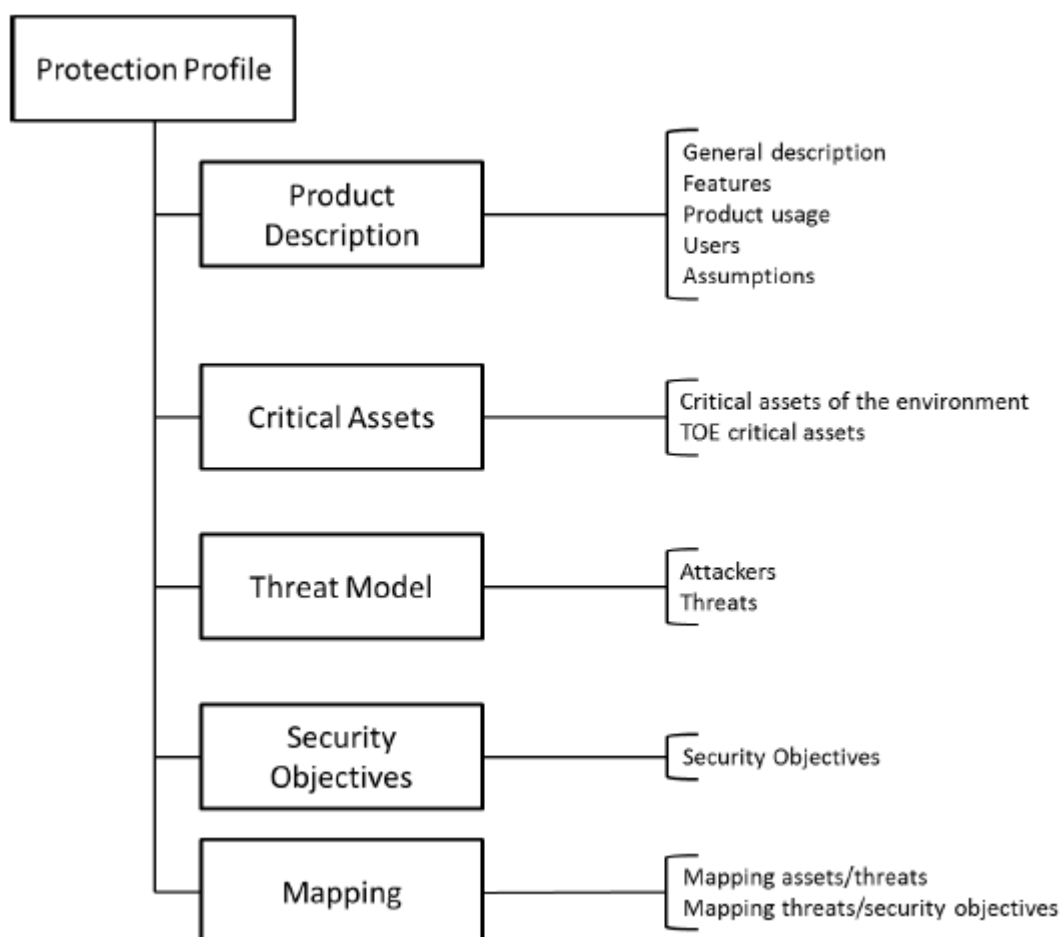 Protection Profile
Product
Description
General description
Features
Product usage
Users
Assumptions
Critical Assets
Critical assets of the environment
TOE critical assets
Threat Model
Attackers
Threats
Security
Objectives
Security Objectives
Mapping
Mapping assets/threats
Mapping threats/security objectives